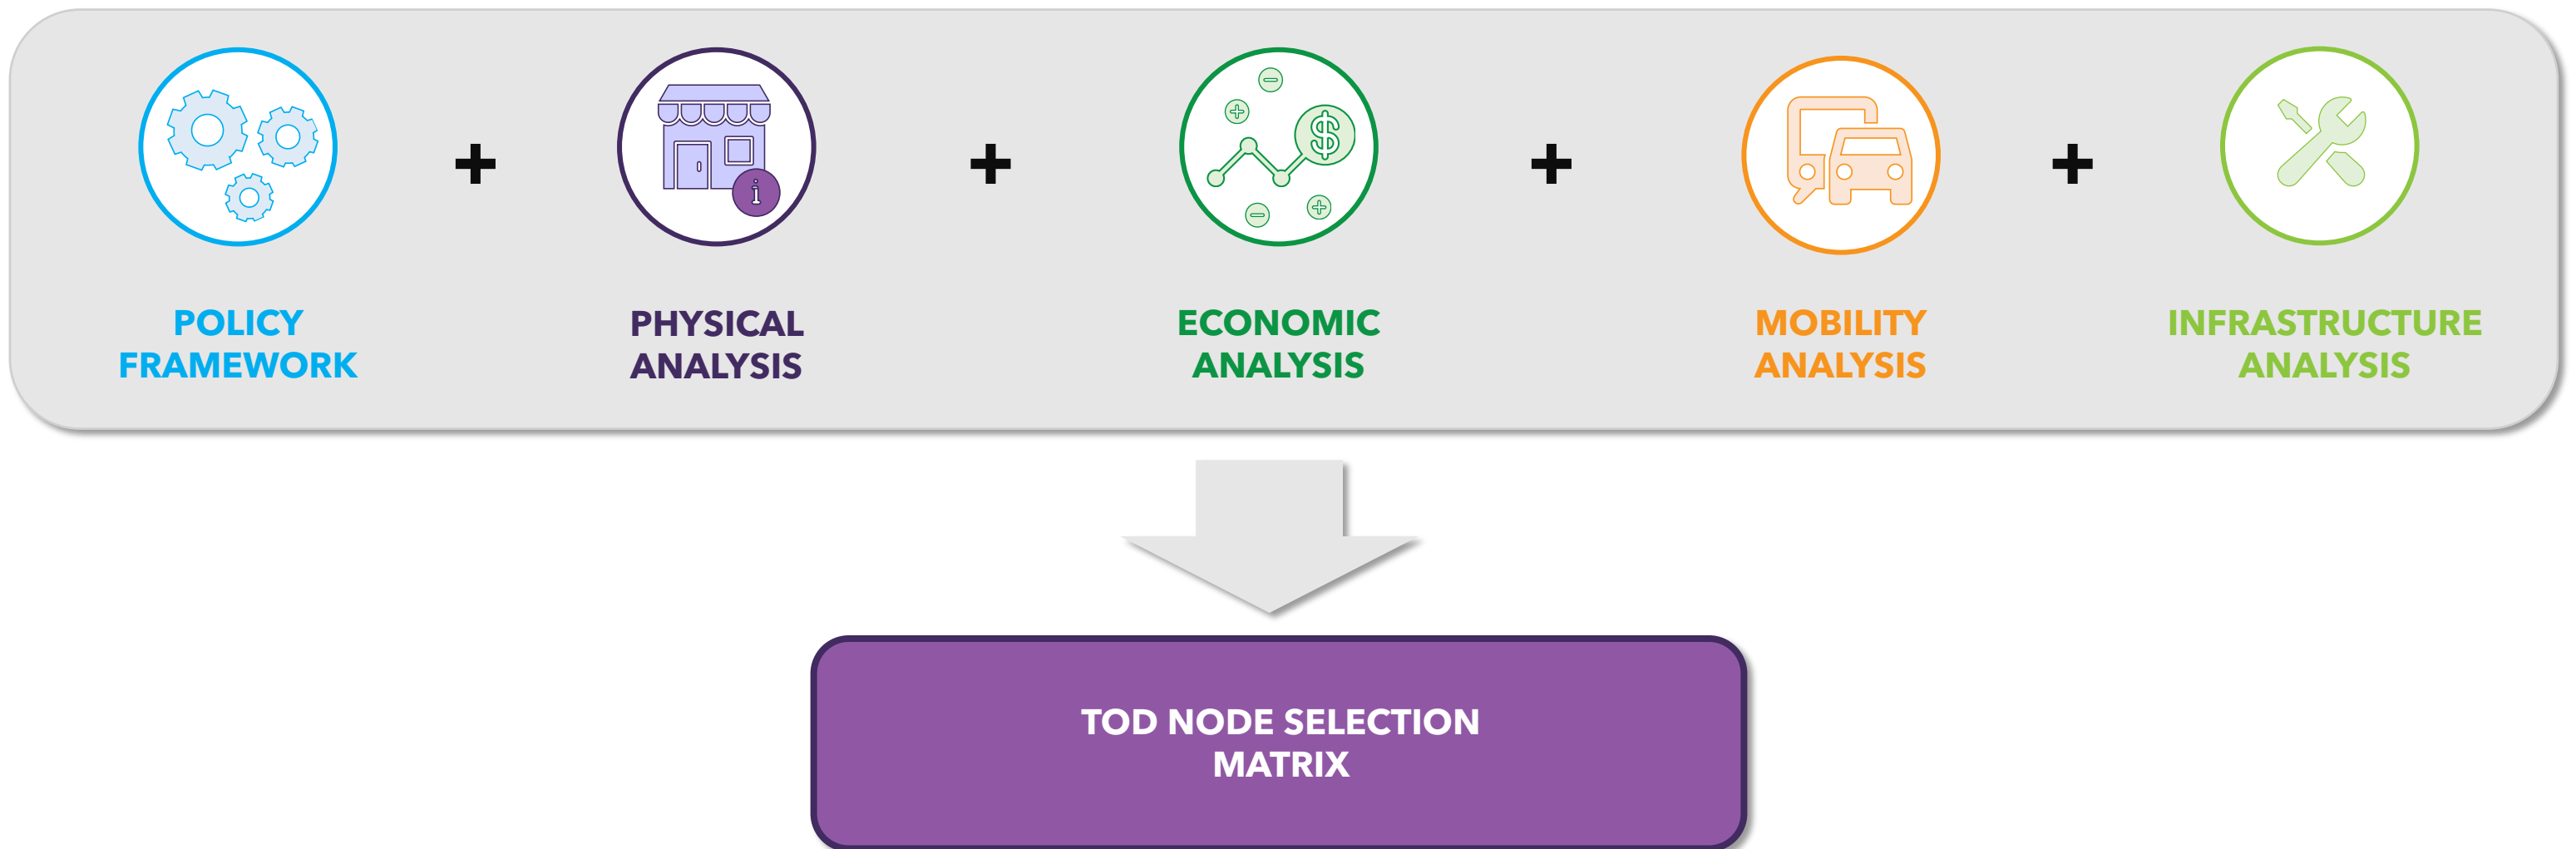 POLICY
FRAMEWORK
+
PHYSICAL
ANALYSIS
+
ECONOMIC
ANALYSIS
+
MOBILITY
ANALYSIS
+
INFRASTRUCTURE
ANALYSIS
TOD NODE SELECTION
MATRIX